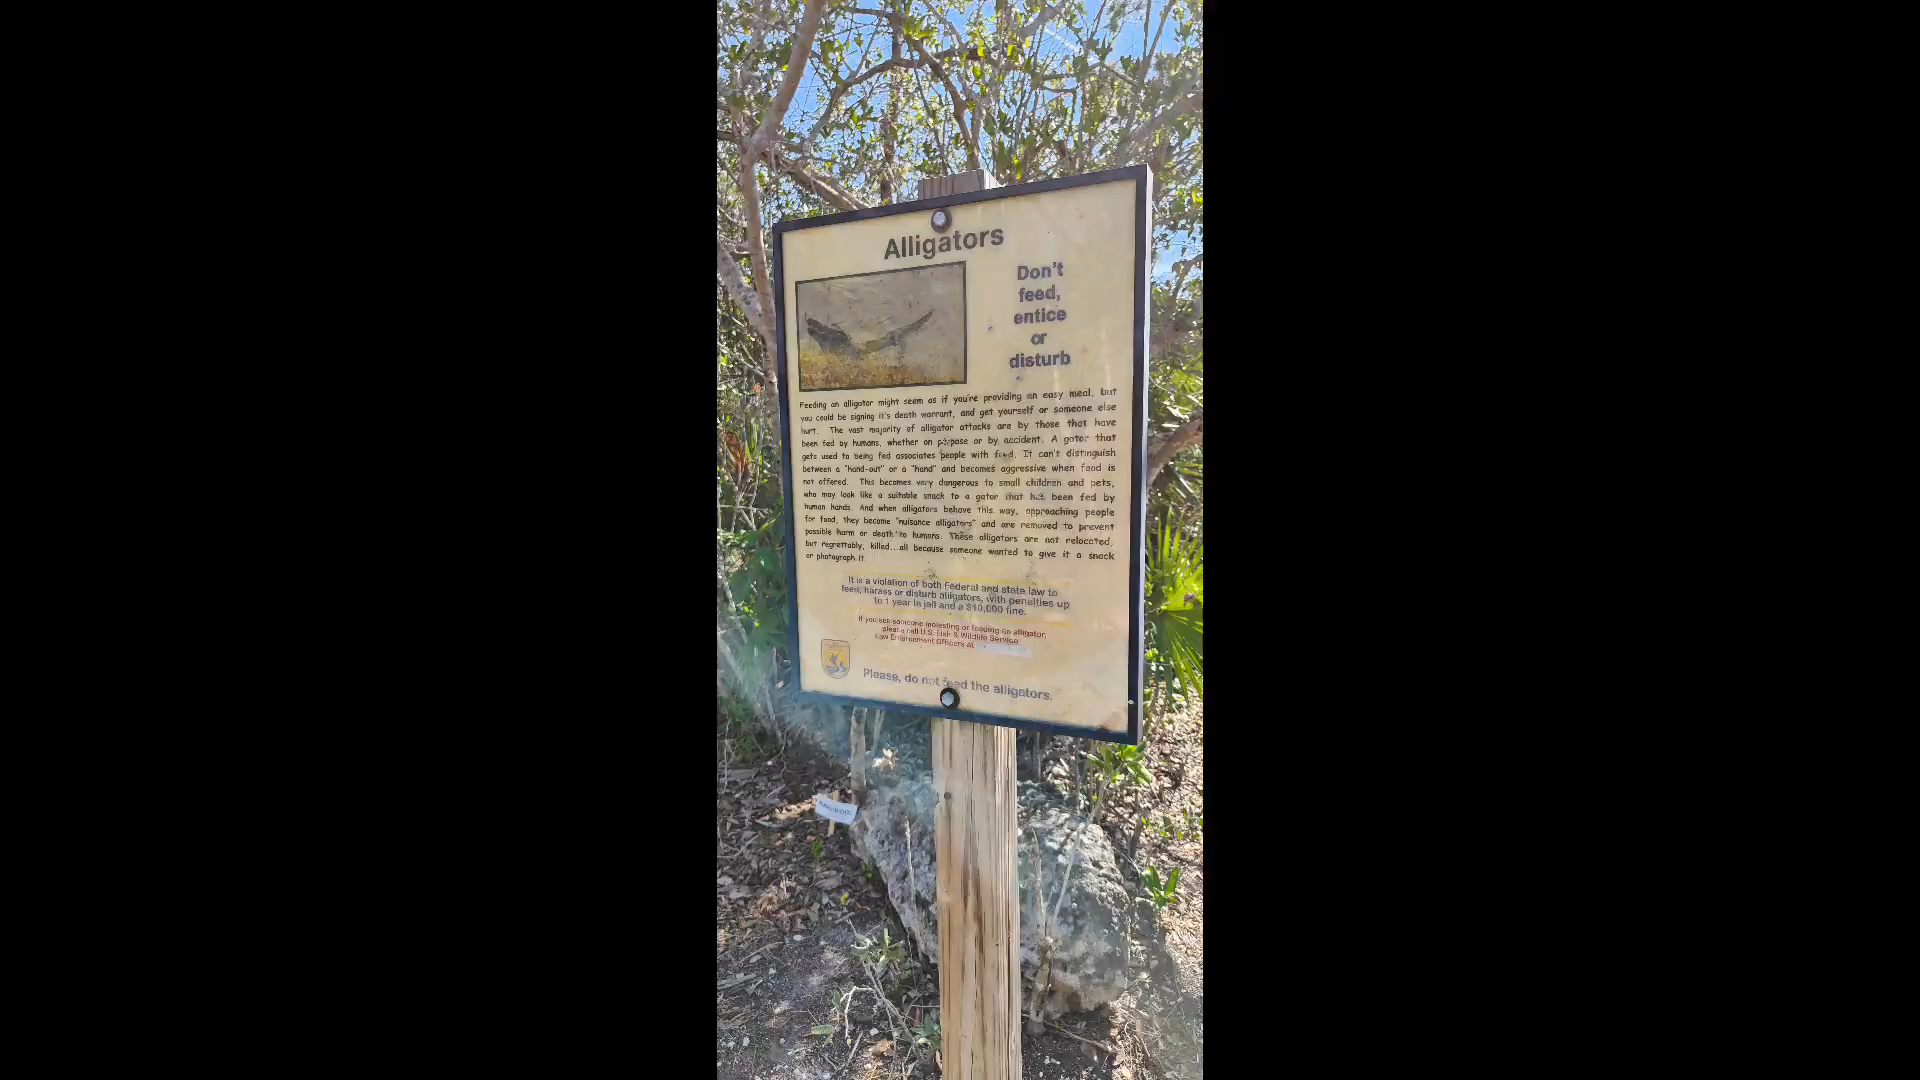 Alligators
Don't
feed,
entice
or
disturb
Feeding an alligator might seem as if you're providing an easy meal, but
you could be signing it's death warrant, and get yourself or someone else
hurt. The vast majority of alligator attacks are by those that have
been fed by humans, whether on purpose or by accident. A gator that
gets used to being fed associates people with food. It can't distinguish
between a "hand-out" or a "hand" and becomes aggressive when food is
not offered. This becomes very dangerous to small children and pets,
who may look like a suitable snack to a gator that has been fed by
human hands. And when alligators behave this way, approaching people
for food, they become "nuisance alligators" and are removed to prevent
possible harm or death to humans. These alligators are not relocated,
but regrettably, killed...all because someone wanted to give it a snack
or photograph it.
It is a violation of both Federal and state law to
feed, harass or disturb alligators, with penalties up
to 1 year in jail and a $10,000 fine.
If you see someone molesting or feeding an alligator,
please call U.S. Fish & Wildlife Service
Law Enforcement Officers at
Please, do not feed the alligators.